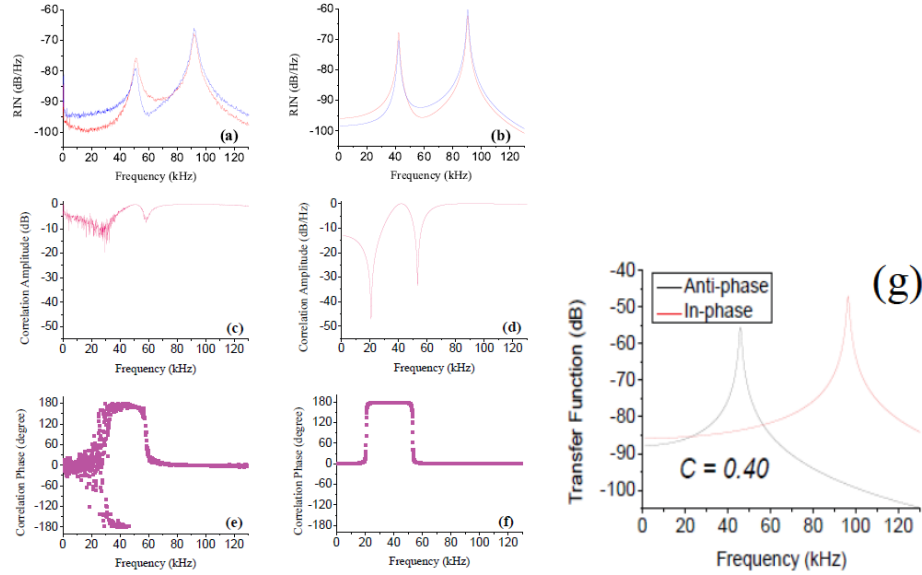 -60
-70
-80
-90
-100
RIN (dB/Hz)
(a)
0 20 40 60 80 100 120
Frequency (kHz)
-60
-70
-80
-90
-100
RIN (dB/Hz)
(b)
0 20 40 60 80 100 120
Frequency (kHz)
0
-10
-20
-30
-40
-50
Correlation Amplitude (dB)
(c)
0 20 40 60 80 100 120
Frequency (kHz)
0
-10
-20
-30
-40
-50
Correlation Amplitude (dB/Hz)
(d)
0 20 40 60 80 100 120
Frequency (kHz)
180
120
60
0
-60
-120
-180
Correlation Phase (degree)
(e)
0 20 40 60 80 100 120
Frequency (kHz)
180
120
60
0
-60
-120
-180
Correlation Phase (degree)
(f)
0 20 40 60 80 100 120
Frequency (kHz)
-40
-50
-60
-70
-80
-90
-100
Transfer Function (dB)
Anti-phase
In-phase
(g)
C = 0.40
0 20 40 60 80 100 120
Frequency (kHz)